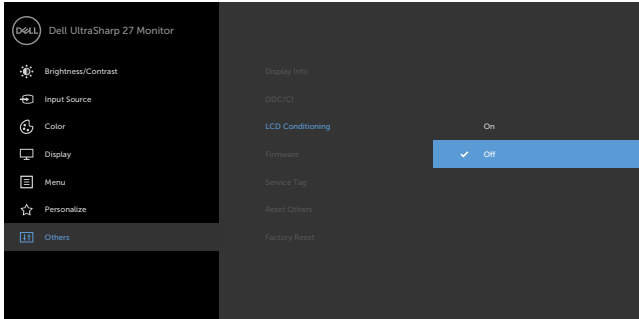 DELL Dell UltraSharp 27 Monitor
Brightness/Contrast
Input Source
Color
Display
Menu
Personalize
Others
Display Info
DDC/CI
LCD Conditioning
Firmware
Service Tag
Reset Others
Factory Reset
On
Off